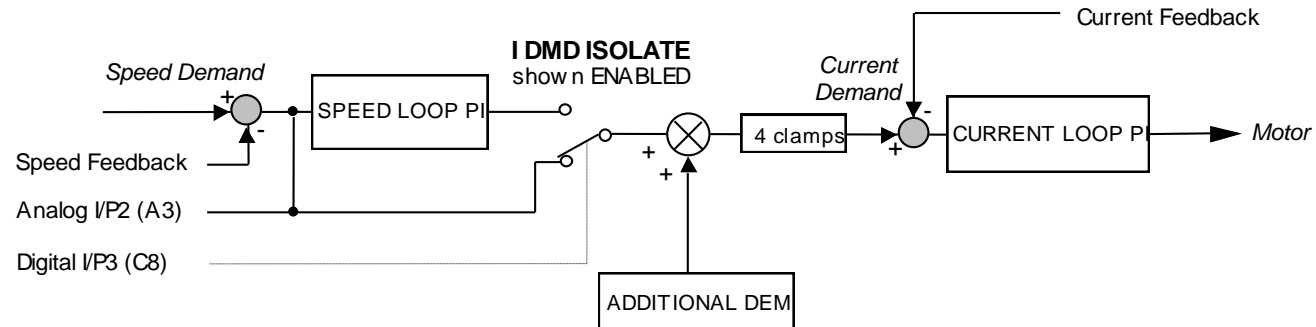 Current Feedback
I DMD ISOLATE
show n ENABLED
Speed Demand
Current
Demand
+
-
SPEED LOOP PI
-
+
4 clamps
+
CURRENT LOOP PI
Motor
Speed Feedback
+
+
Analog I/P2 (A3)
Digital I/P3 (C8)
ADDITIONAL DEM